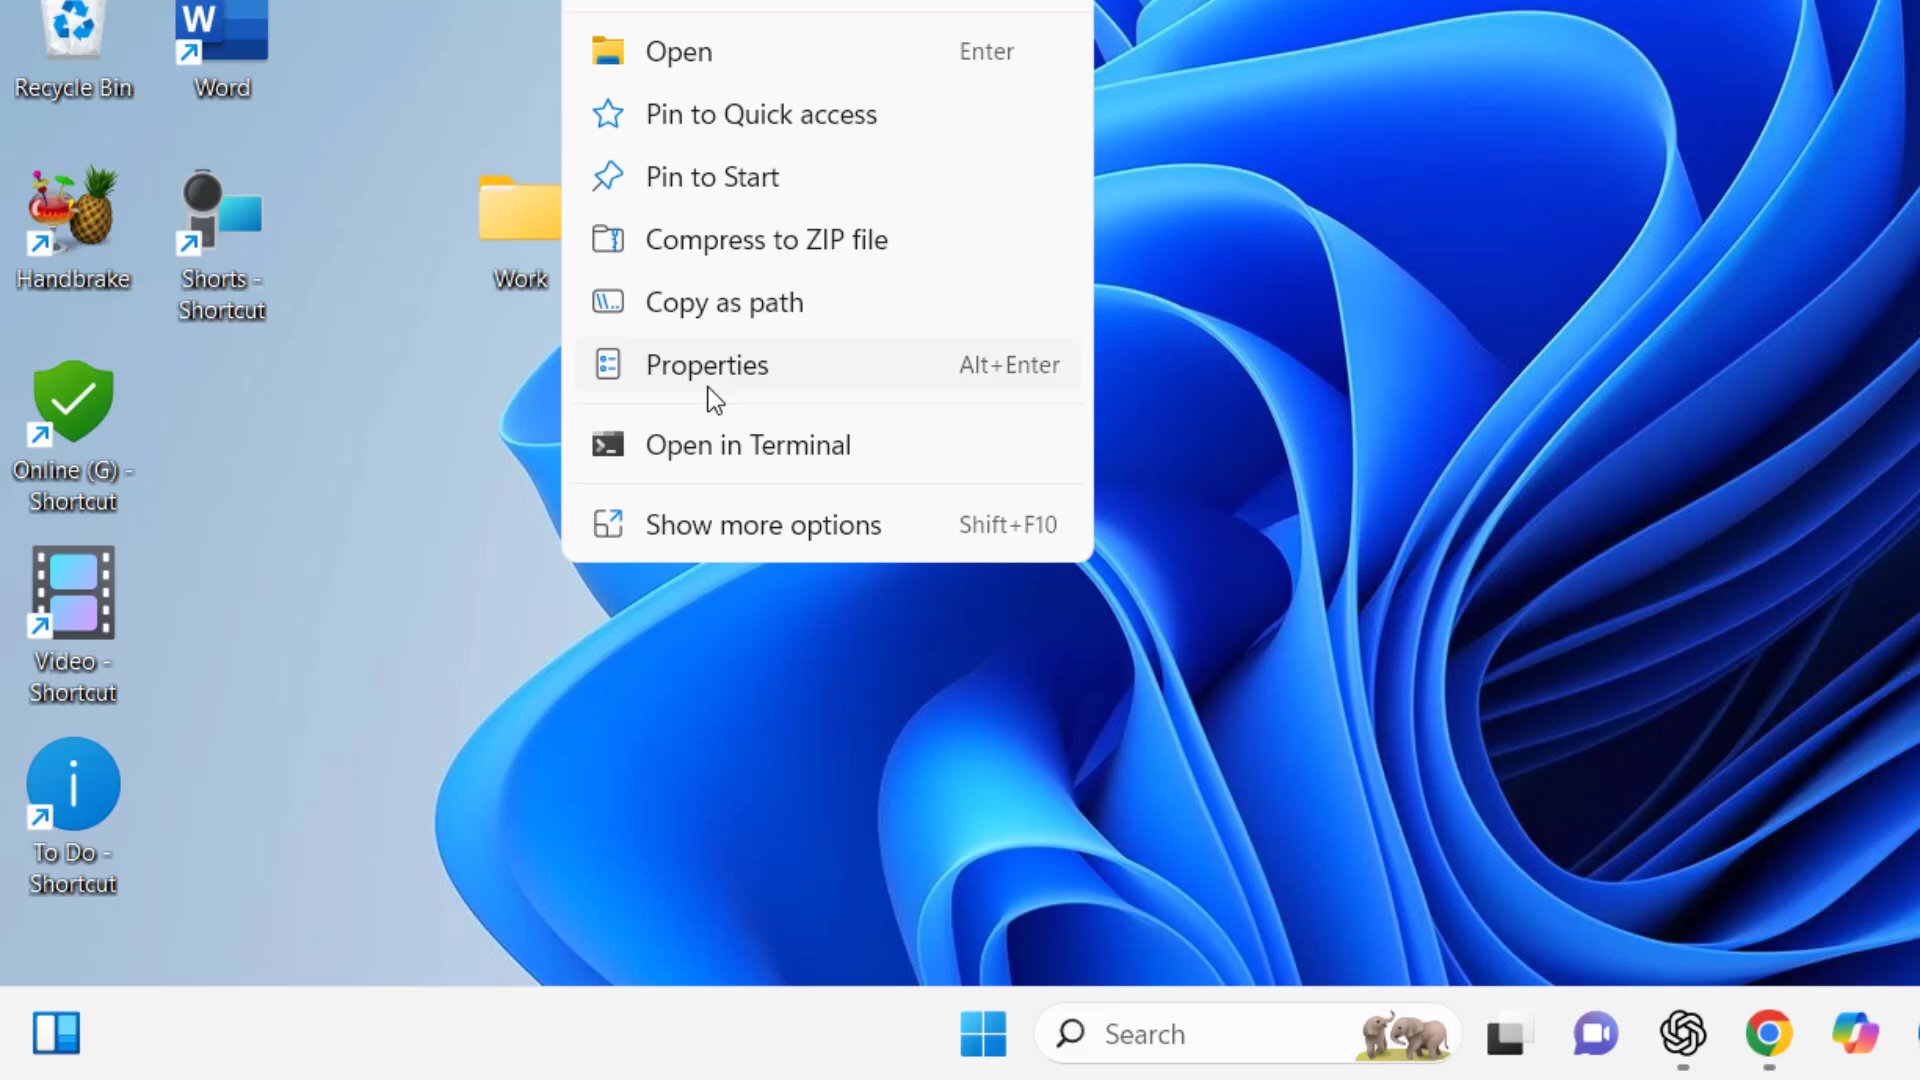 Recycle Bin
W
Word
Handbrake
Shorts -
Shortcut
Work
Online (G) -
Shortcut
Video -
Shortcut
i
To Do -
Shortcut
Open Enter
Pin to Quick access
Pin to Start
Compress to ZIP file
Copy as path
Properties Alt+Enter
Open in Terminal
Show more options Shift+F10
Search